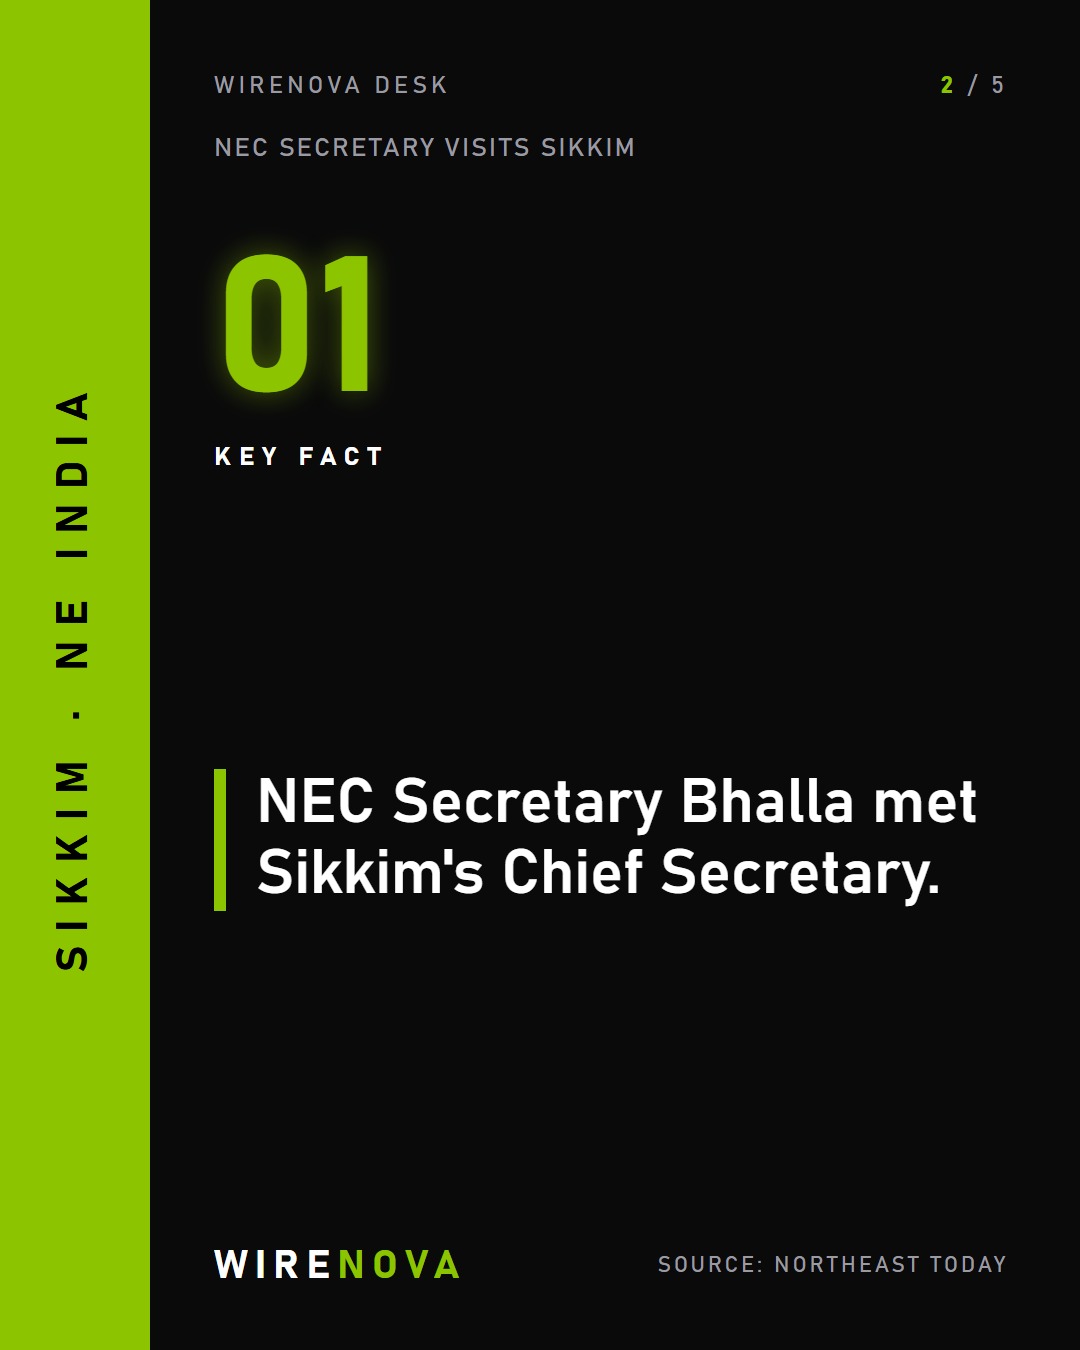 SIKKIM · NE INDIA
WIRENOVA DESK
2 / 5
NEC SECRETARY VISITS SIKKIM
01
KEY FACT
NEC Secretary Bhalla met
Sikkim's Chief Secretary.
WIRENOVA
SOURCE: NORTHEAST TODAY